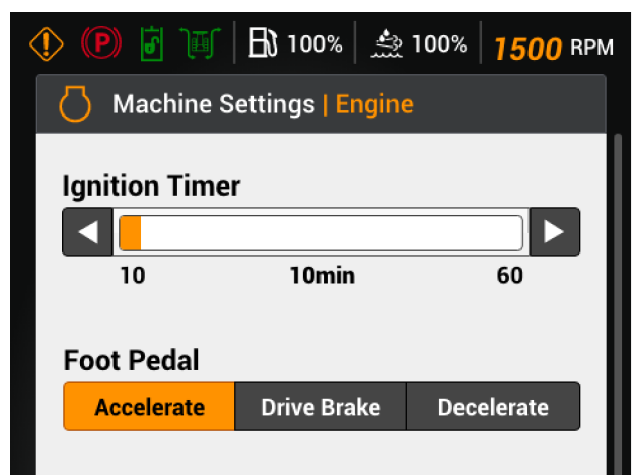 P 100% 100% 1500 RPM
Machine Settings | Engine
Ignition Timer
10 10min 60
Foot Pedal
Accelerate Drive Brake Decelerate